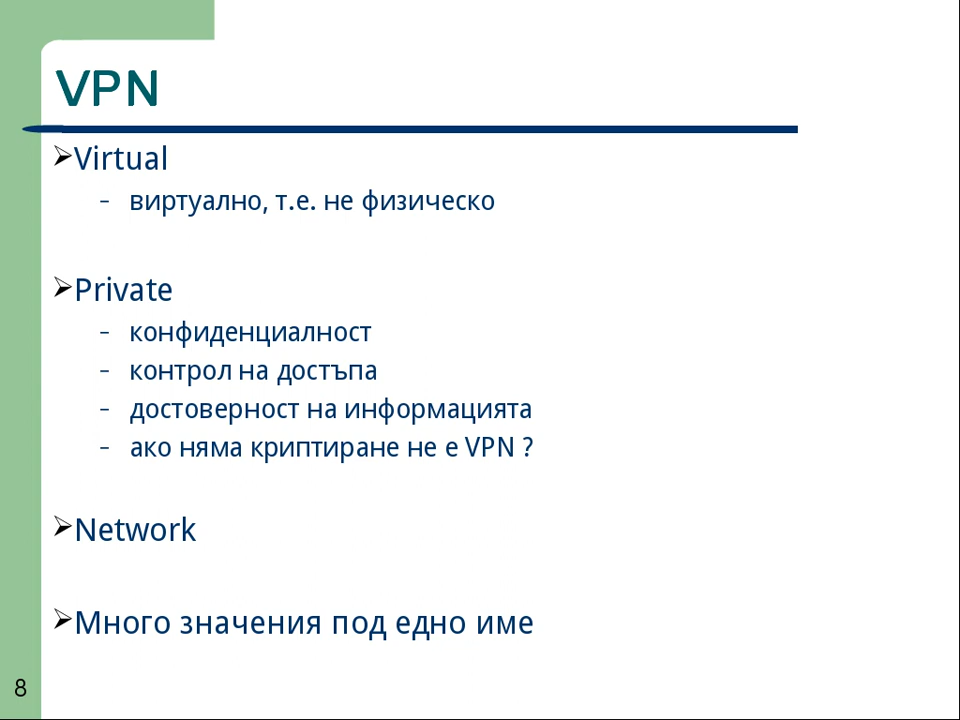 VPN
Virtual
– виртуално, т.е. не физическо
Private
– конфиденциалност
– контрол на достъпа
– достоверност на информацията
– ако няма криптиране не е VPN ?
Network
Много значения под едно име
8